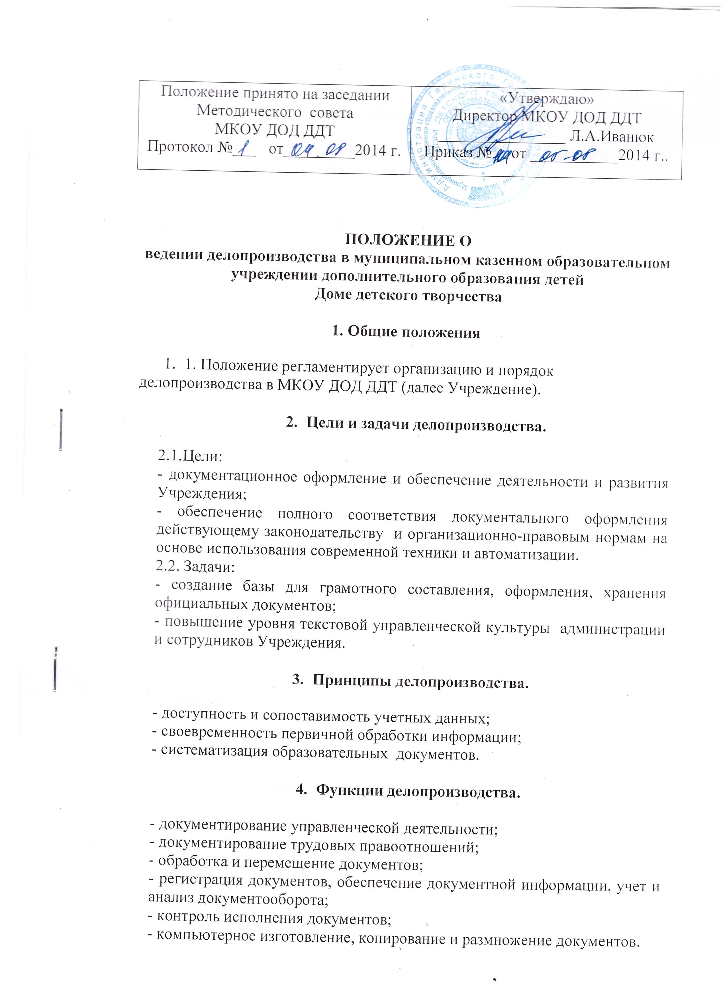 Положение принято на заседании
Методического совета
МКОУ ДОД ДДТ
Протокол № 1 от 04.08 2014 г.
«Утверждаю»
Директор МКОУ ДОД ДДТ
Л.А.Иванюк
Приказ № от 05.08 2014 г..
ПОЛОЖЕНИЕ О
ведении делопроизводства в муниципальном казенном образовательном
учреждении дополнительного образования детей
Доме детского творчества
1. Общие положения
1. 1. Положение регламентирует организацию и порядок
делопроизводства в МКОУ ДОД ДДТ (далее Учреждение).
2. Цели и задачи делопроизводства.
2.1.Цели:
- документационное оформление и обеспечение деятельности и развития
Учреждения;
- обеспечение полного соответствия документального оформления
действующему законодательству и организационно-правовым нормам на
основе использования современной техники и автоматизации.
2.2. Задачи:
- создание базы для грамотного составления, оформления, хранения
официальных документов;
- повышение уровня текстовой управленческой культуры администрации
и сотрудников Учреждения.
3. Принципы делопроизводства.
- доступность и сопоставимость учетных данных;
- своевременность первичной обработки информации;
- систематизация образовательных документов.
4. Функции делопроизводства.
- документирование управленческой деятельности;
- документирование трудовых правоотношений;
- обработка и перемещение документов;
- регистрация документов, обеспечение документной информации, учет и
анализ документооборота;
- контроль исполнения документов;
- компьютерное изготовление, копирование и размножение документов.